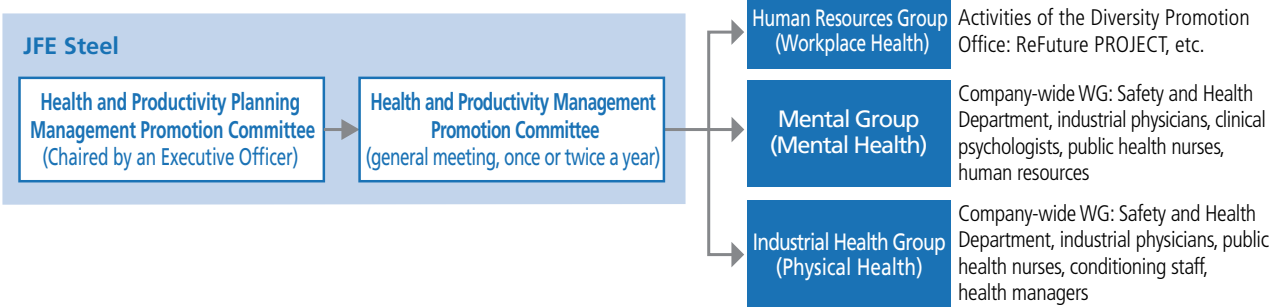 JFE Steel
Health and Productivity Planning
Management Promotion Committee
(Chaired by an Executive Officer)
Health and Productivity Management
Promotion Committee
(general meeting, once or twice a year)
Human Resources Group
(Workplace Health)
Activities of the Diversity Promotion
Office: ReFuture PROJECT, etc.
Mental Group
(Mental Health)
Company-wide WG: Safety and Health
Department, industrial physicians, clinical
psychologists, public health nurses,
human resources
Industrial Health Group
(Physical Health)
Company-wide WG: Safety and Health
Department, industrial physicians, public
health nurses, conditioning staff,
health managers